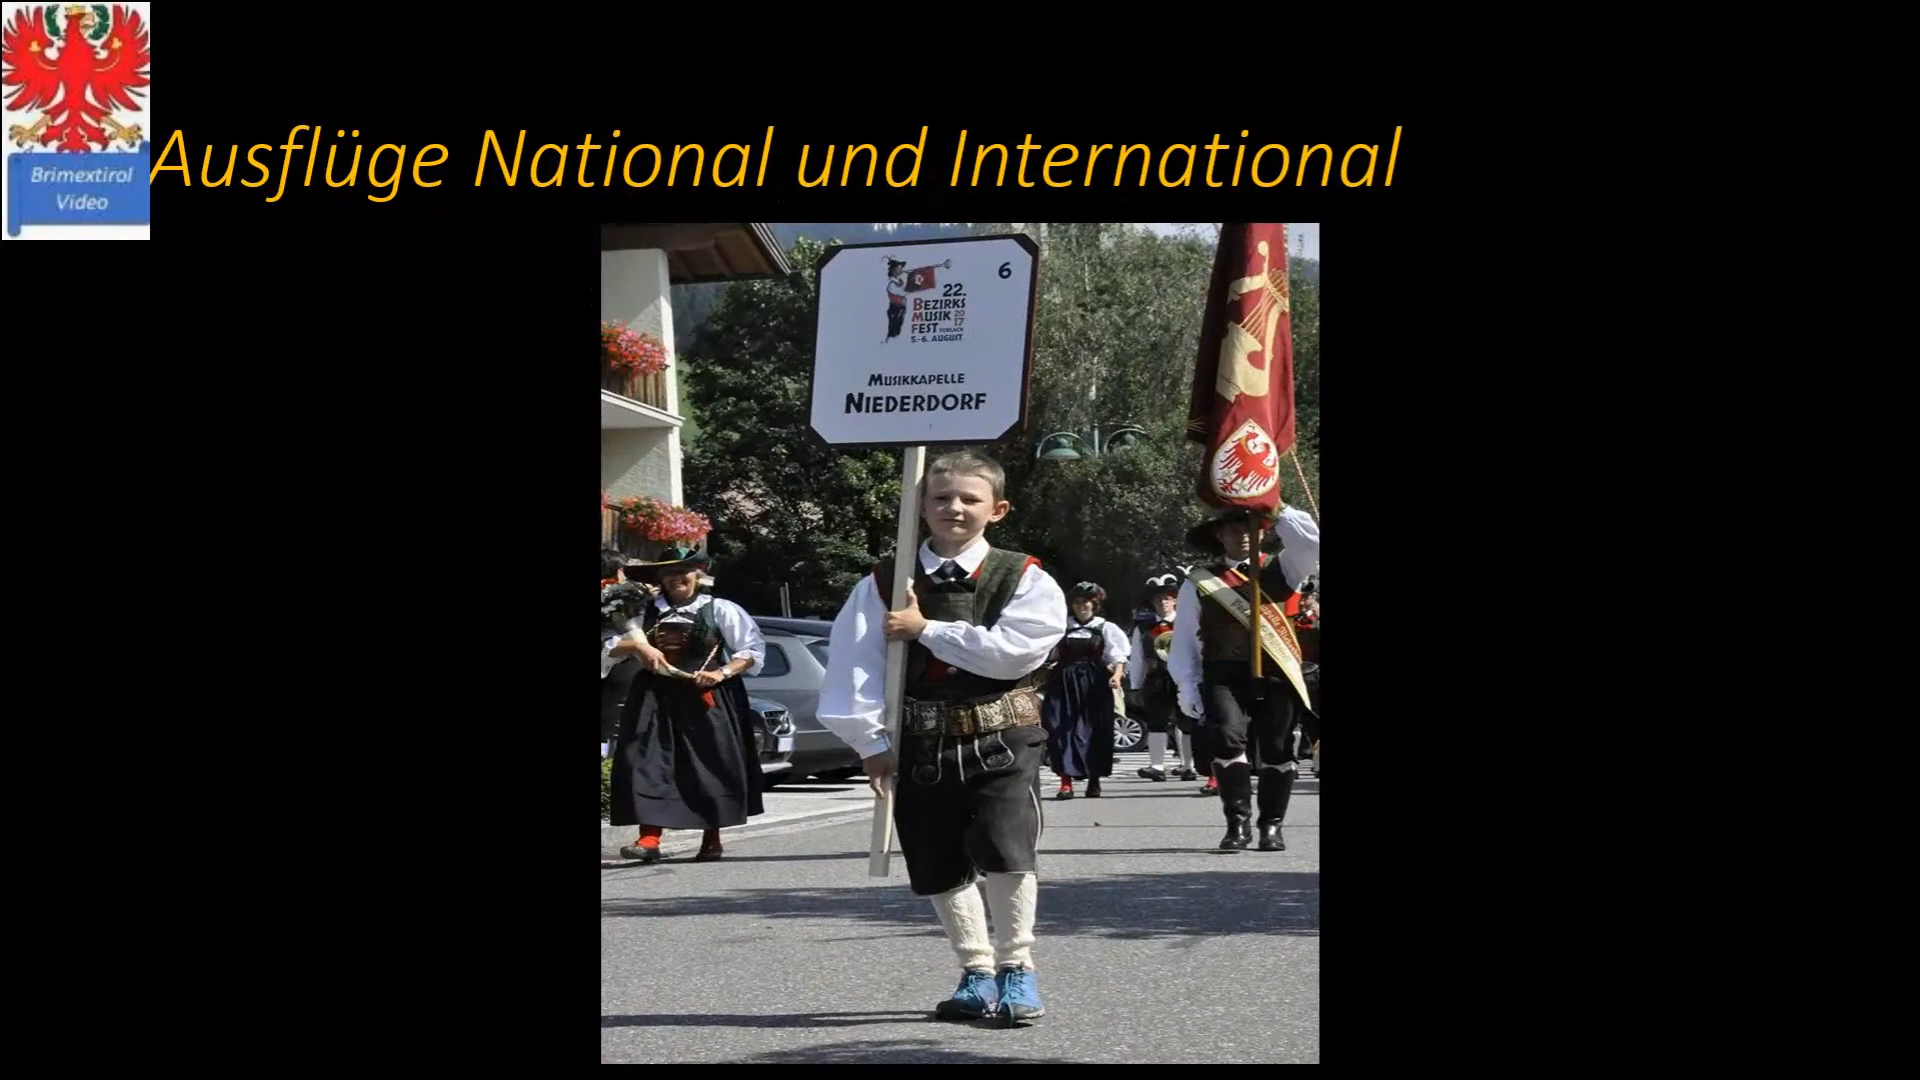 Brimextirol
Video
Ausflüge National und International
6
22.
BEZIRKS
MUSIK 2017
FEST TOBLACH
5.-6. AUGUST
MUSIKKAPELLE
NIEDERDORF